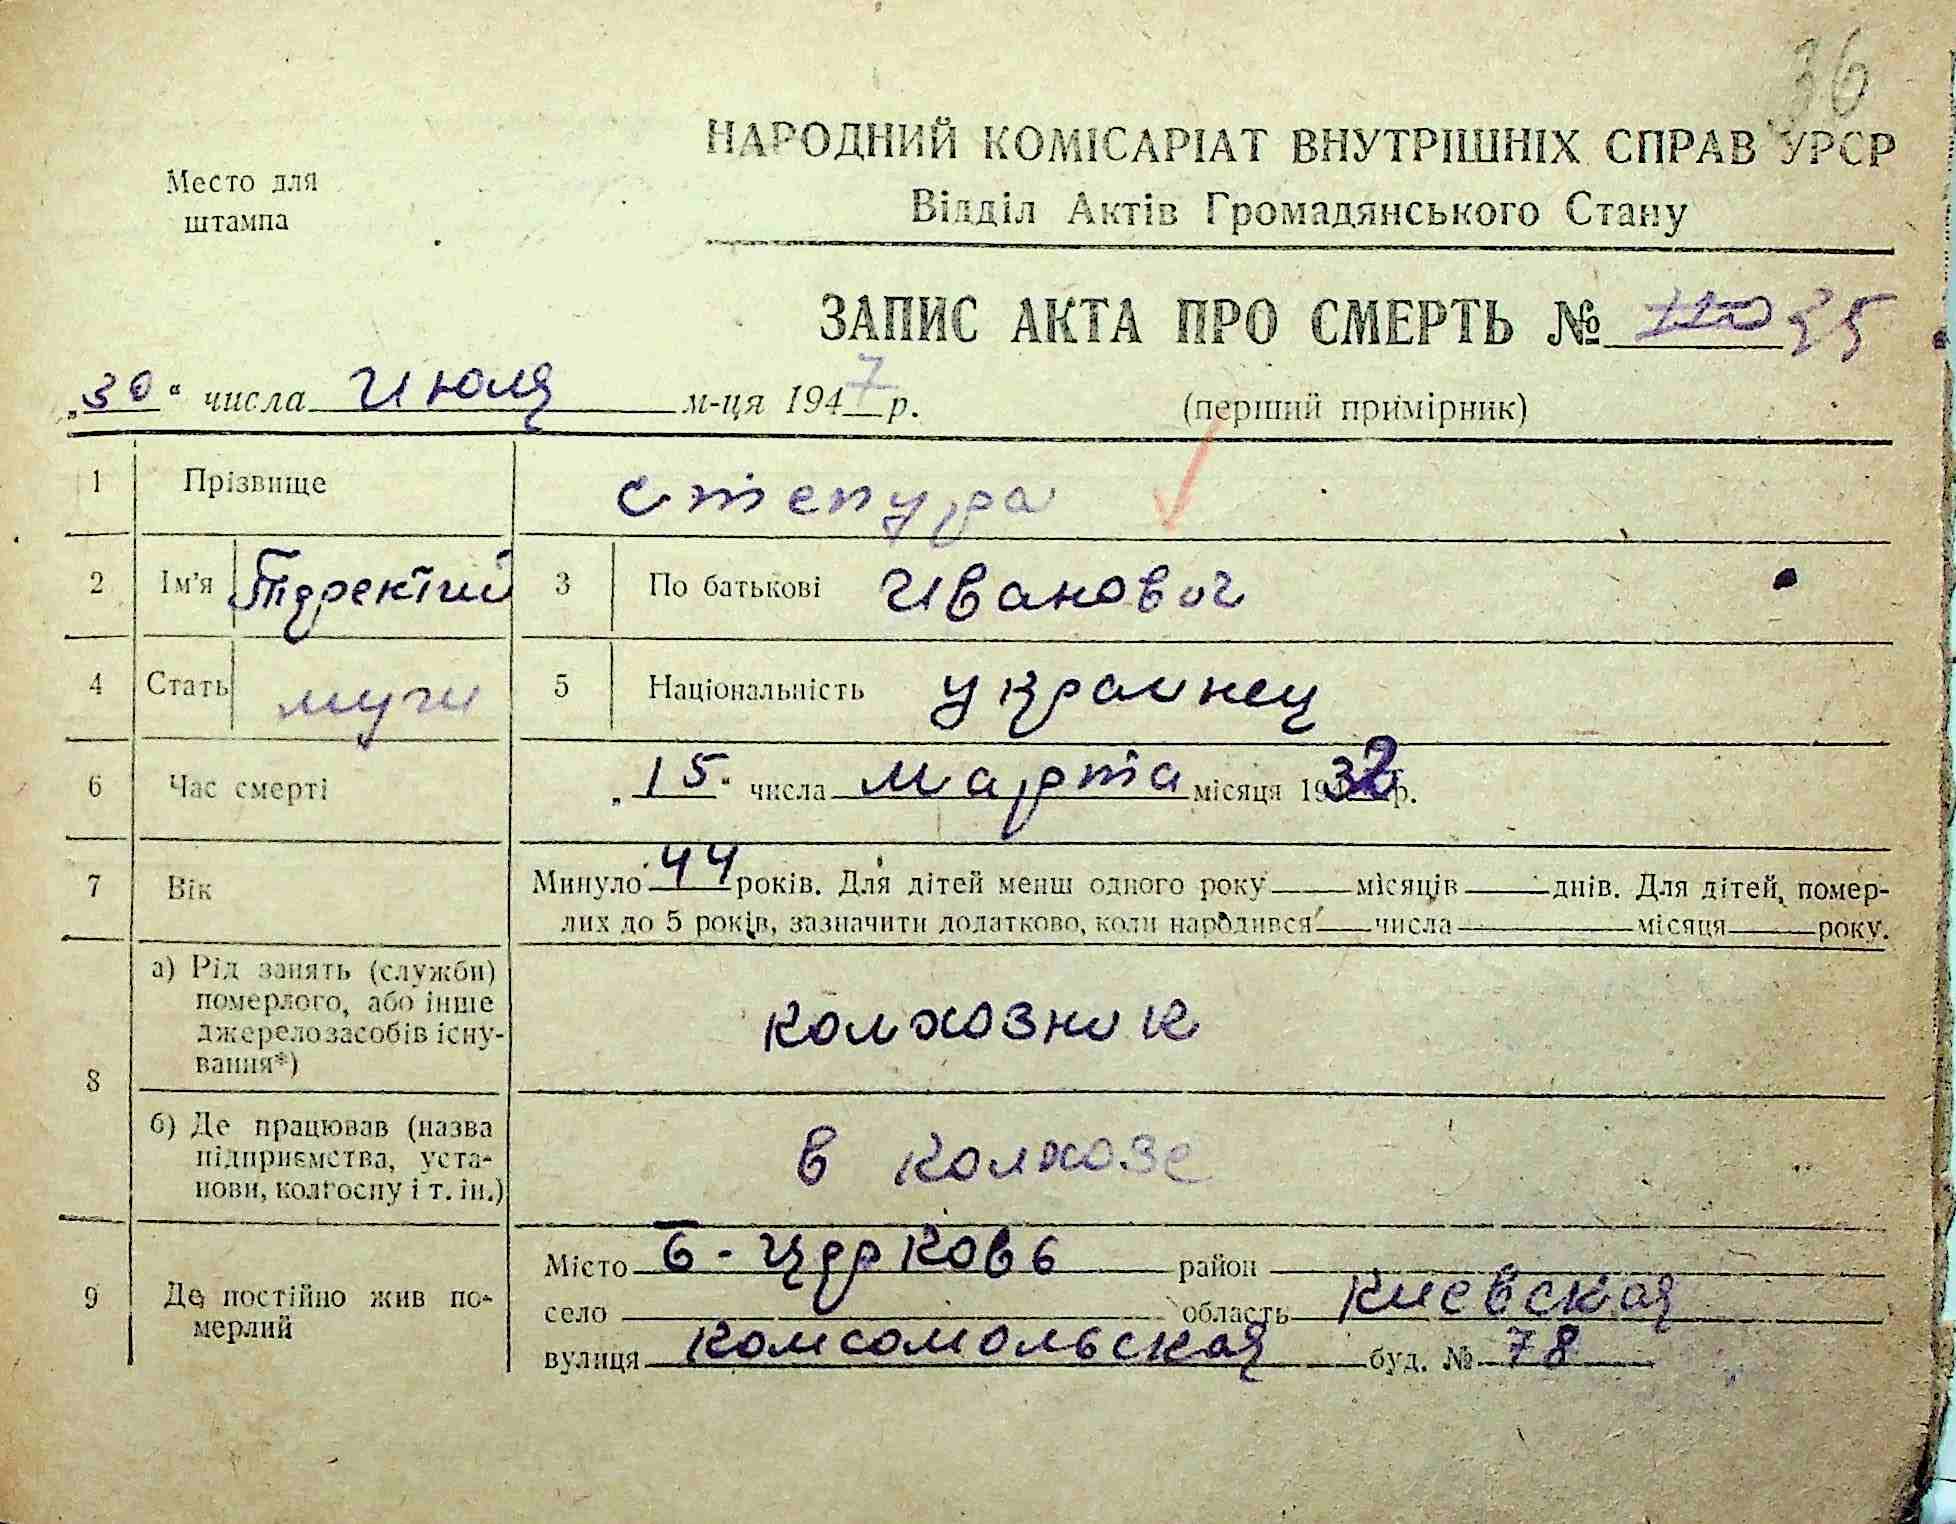 36
НАРОДНИЙ КОМІСАРІАТ ВНУТРІШНІХ СПРАВ УРСР
Место для
штампа
Відділ Актів Громадянського Стану
ЗАПИС АКТА ПРО СМЕРТЬ № 35
„30“ числа июля м-ця 1947 р.
(перший примірник)
1 Прізвище степура
2 Ім'я 3 По батькові Иванович
4 Стать муж 5 Національність украинец
6 Час смерті „15“ числа марта місяця 1932 р.
7 Вік Минуло 44 років. Для дітей менш одного року місяців днів. Для дітей, помер-
лих до 5 років, зазначити додатково, коли народився числа місяця року.
8 а) Рід занять (служби)
померлого, або інше
джерело засобів існу-
вання*)
колхозник
б) Де працював (назва
підприємства, уста-
нови, колгоспу і т. ін.)
в колхозе
9 Де постійно жив по-
мерлий
Місто Б-Церковь район
село область Киевская
вулиця Комсомольская буд. № 78